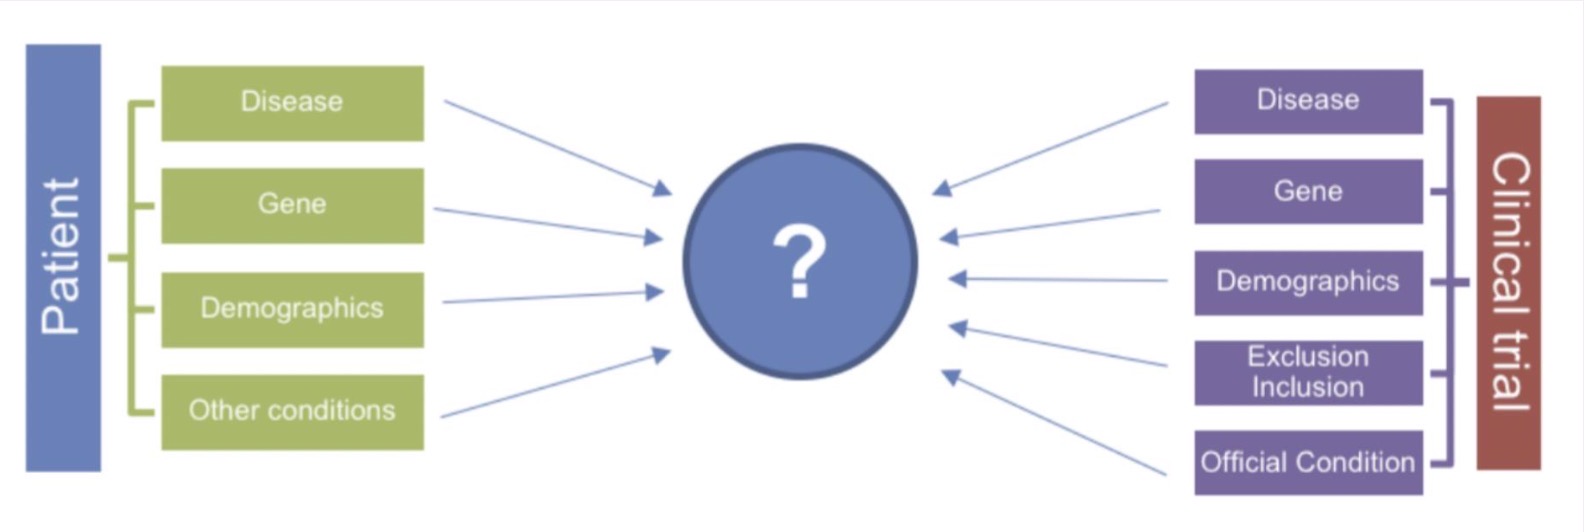 Patient
Disease
Gene
Demographics
Other conditions
?
Disease
Gene
Demographics
Exclusion
Inclusion
Official Condition
Clinical trial